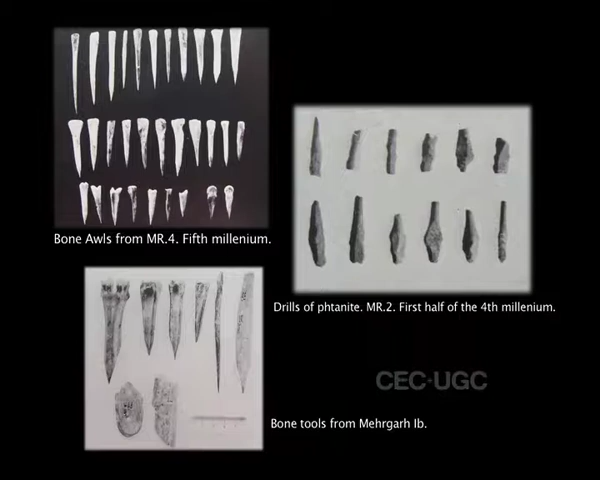 Bone Awls from MR.4. Fifth millenium.
Drills of phtanite. MR.2. First half of the 4th millenium.
CEC·UGC
Bone tools from Mehrgarh Ib.